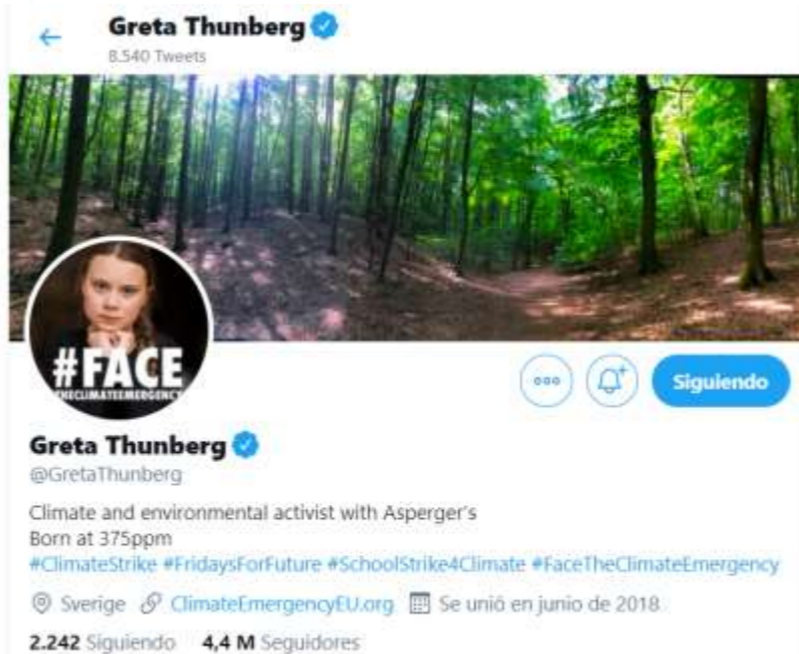 Greta Thunberg
8.540 Tweets
#FACE
THECLIMATEEMERGENCY
Siguiendo
Greta Thunberg
@GretaThunberg
Climate and environmental activist with Asperger's
Born at 375ppm
#ClimateStrike #FridaysForFuture #SchoolStrike4Climate #FaceTheClimateEmergency
Sverige ClimateEmergencyEU.org Se unió en junio de 2018
2.242 Siguiendo 4,4 M Seguidores